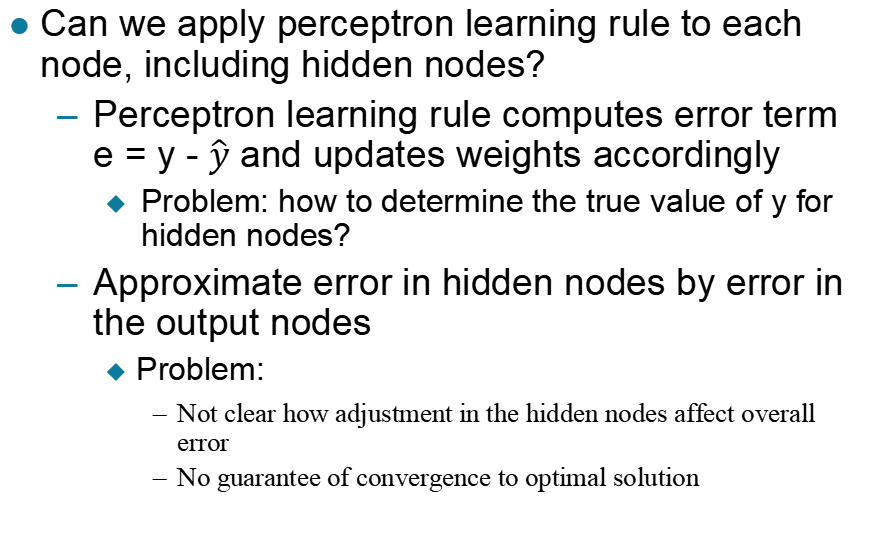 ● Can we apply perceptron learning rule to each
node, including hidden nodes?
– Perceptron learning rule computes error term
e = y - ŷ and updates weights accordingly
◆ Problem: how to determine the true value of y for
hidden nodes?
– Approximate error in hidden nodes by error in
the output nodes
◆ Problem:
– Not clear how adjustment in the hidden nodes affect overall
error
– No guarantee of convergence to optimal solution